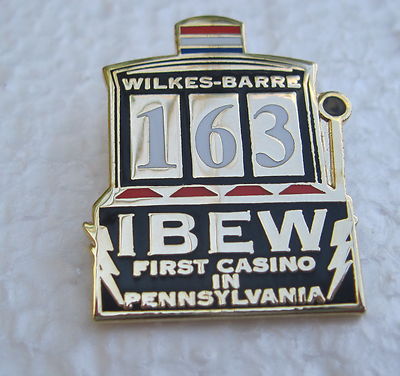 WILKES-BARRE
163
IBEW
FIRST CASINO
IN
PENNSYLVANIA